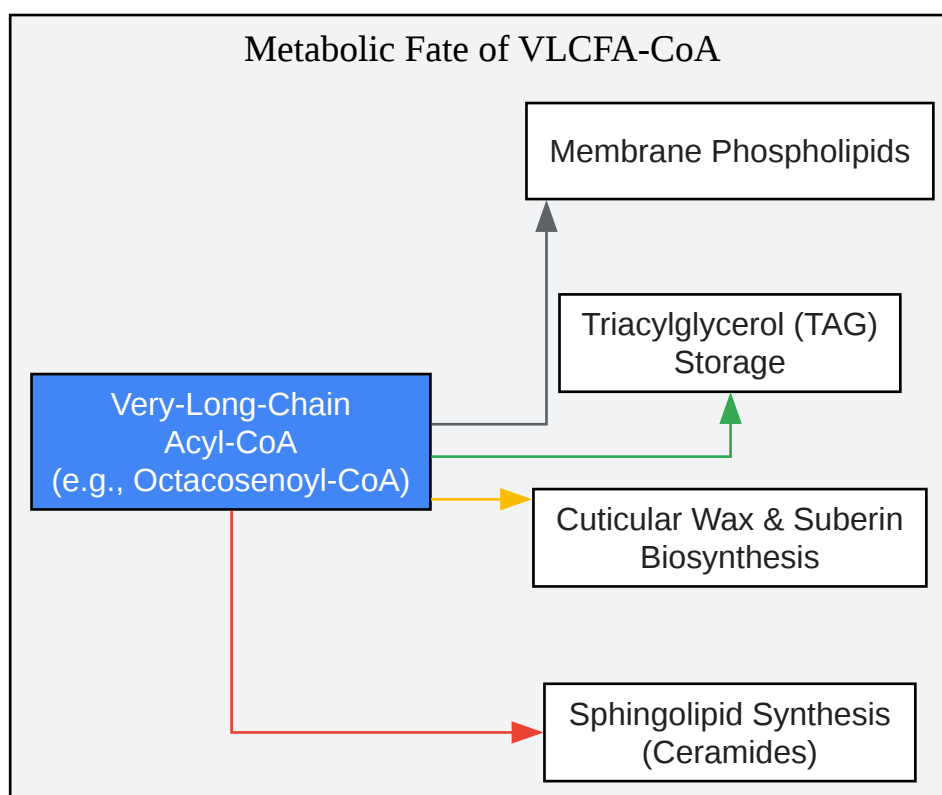 Metabolic Fate of VLCFA-CoA
Membrane Phospholipids
Triacylglycerol (TAG)
Storage
Very-Long-Chain
Acyl-CoA
(e.g., Octacosenoyl-CoA)
Cuticular Wax & Suberin
Biosynthesis
Sphingolipid Synthesis
(Ceramides)